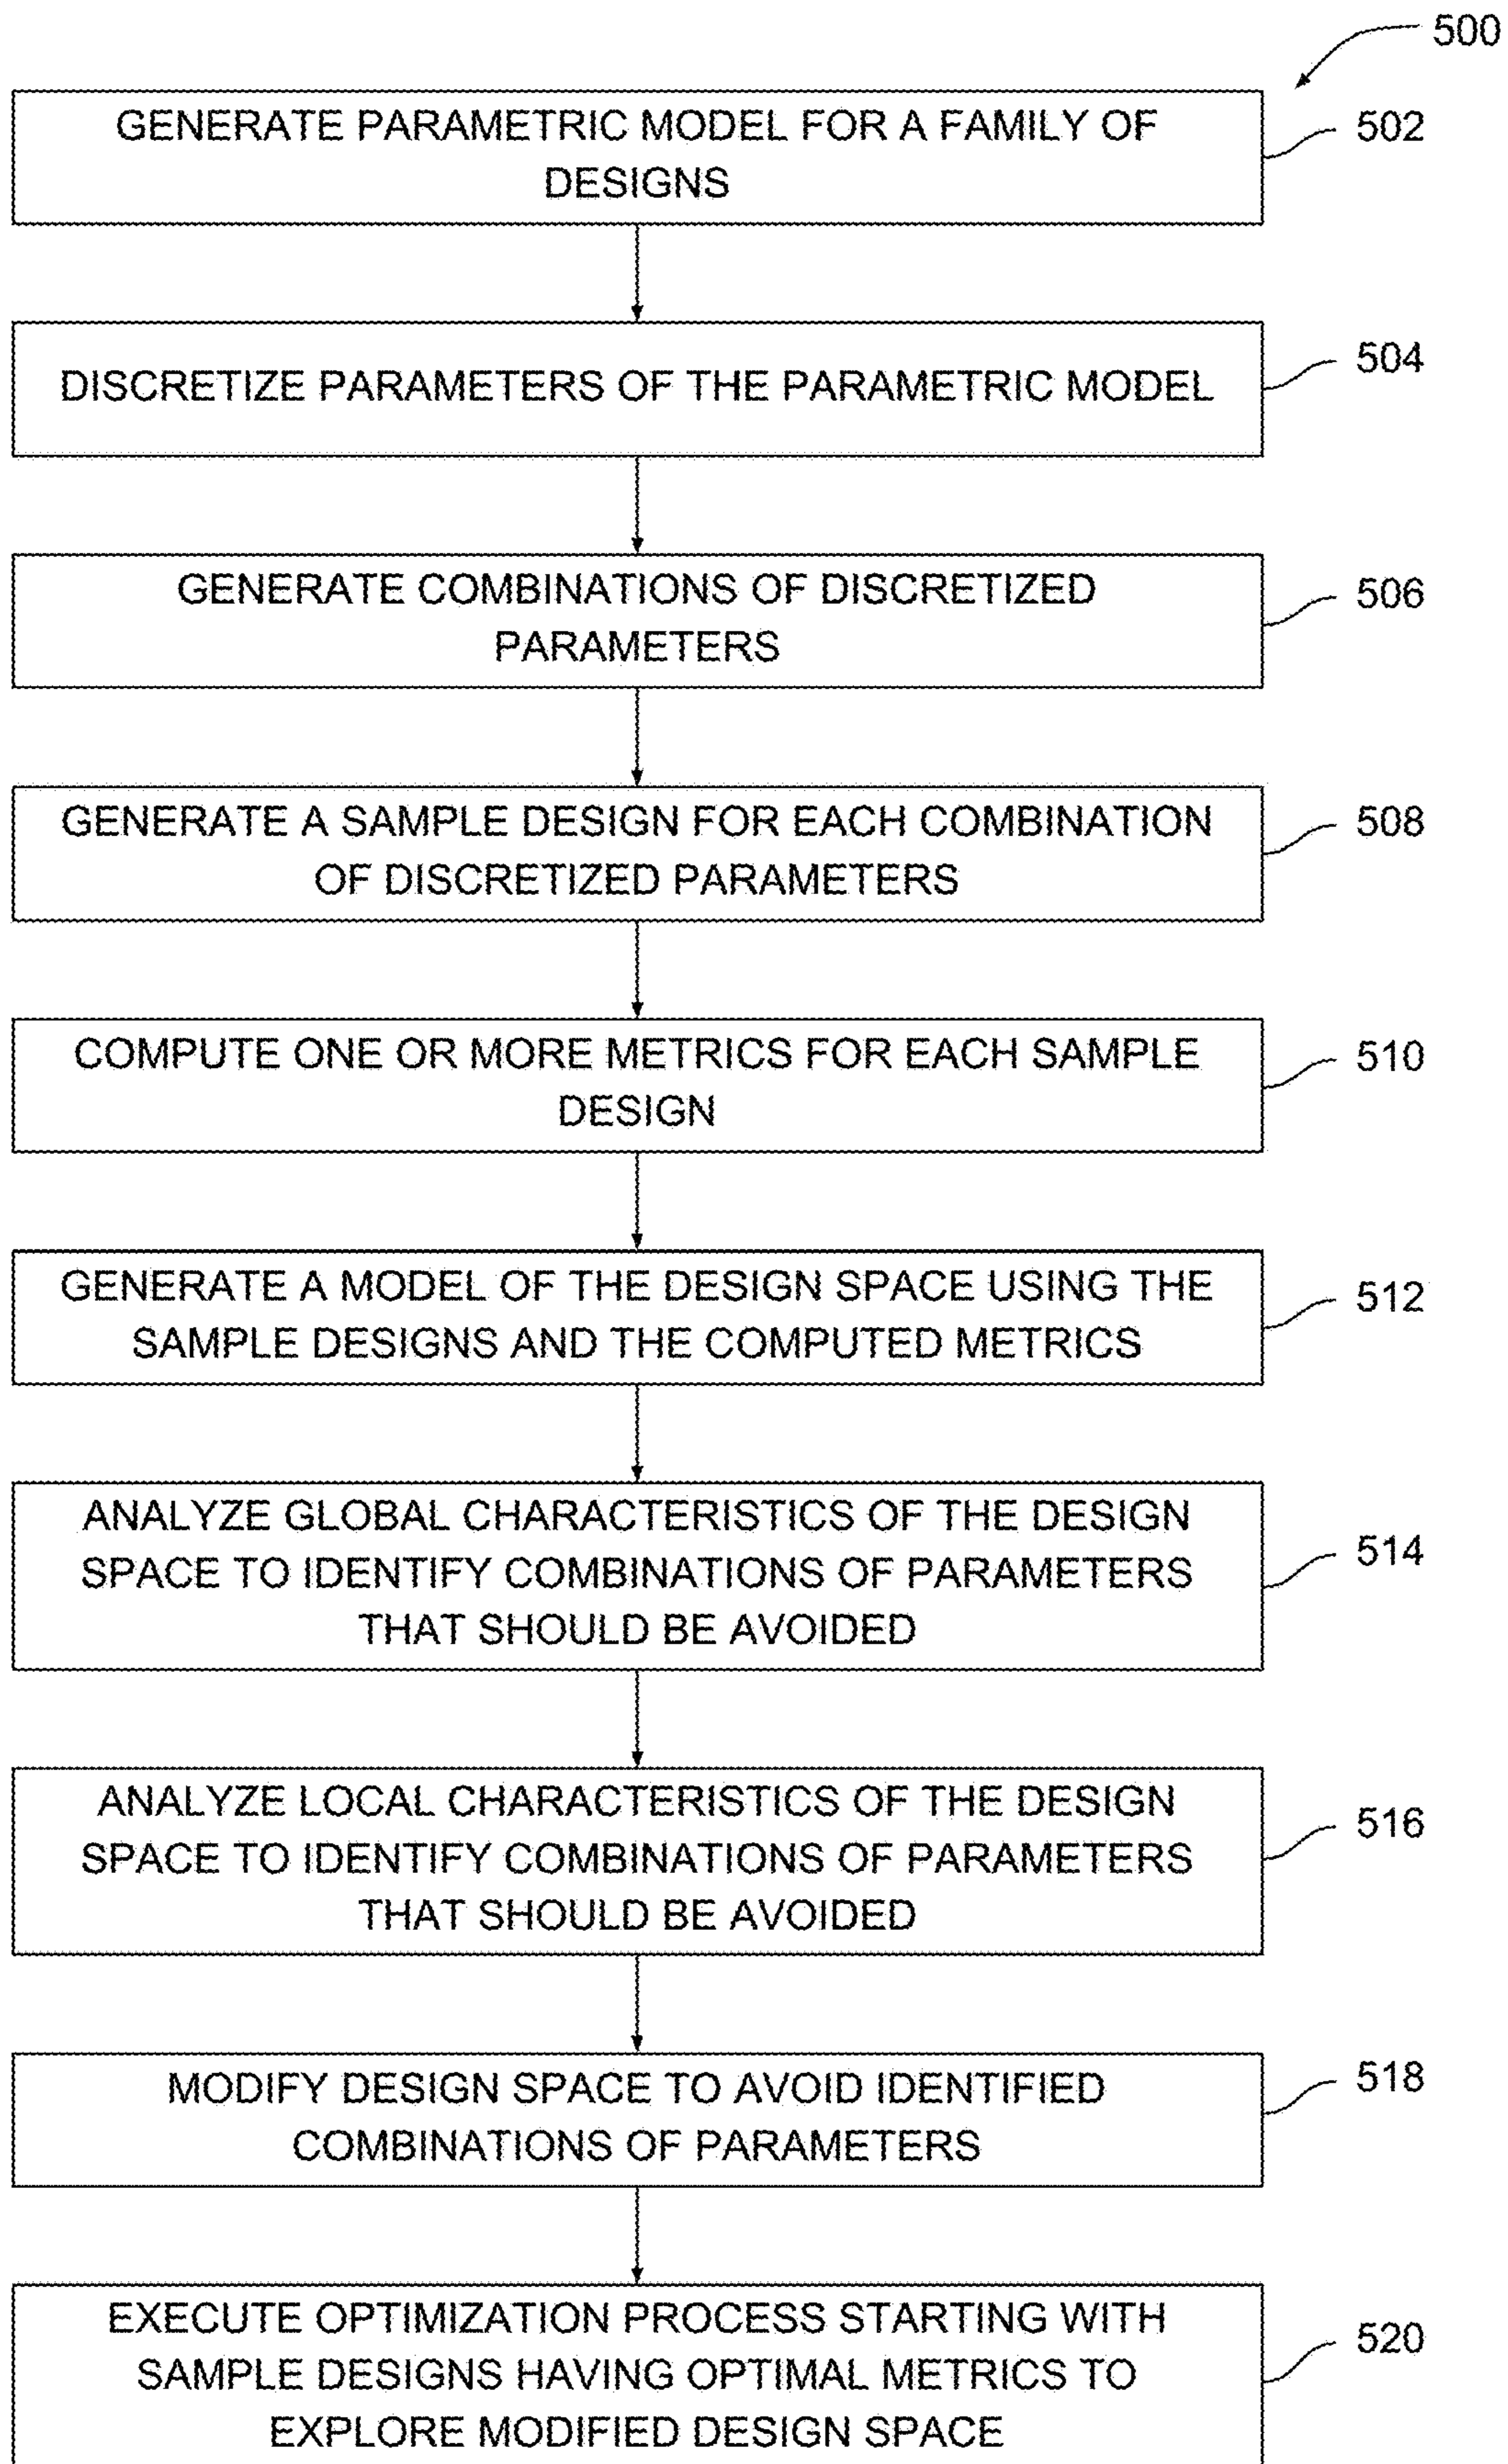 500
GENERATE PARAMETRIC MODEL FOR A FAMILY OF
DESIGNS
502
DISCRETIZE PARAMETERS OF THE PARAMETRIC MODEL
504
GENERATE COMBINATIONS OF DISCRETIZED
PARAMETERS
506
GENERATE A SAMPLE DESIGN FOR EACH COMBINATION
OF DISCRETIZED PARAMETERS
508
COMPUTE ONE OR MORE METRICS FOR EACH SAMPLE
DESIGN
510
GENERATE A MODEL OF THE DESIGN SPACE USING THE
SAMPLE DESIGNS AND THE COMPUTED METRICS
512
ANALYZE GLOBAL CHARACTERISTICS OF THE DESIGN
SPACE TO IDENTIFY COMBINATIONS OF PARAMETERS
THAT SHOULD BE AVOIDED
514
ANALYZE LOCAL CHARACTERISTICS OF THE DESIGN
SPACE TO IDENTIFY COMBINATIONS OF PARAMETERS
THAT SHOULD BE AVOIDED
516
MODIFY DESIGN SPACE TO AVOID IDENTIFIED
COMBINATIONS OF PARAMETERS
518
EXECUTE OPTIMIZATION PROCESS STARTING WITH
SAMPLE DESIGNS HAVING OPTIMAL METRICS TO
EXPLORE MODIFIED DESIGN SPACE
520